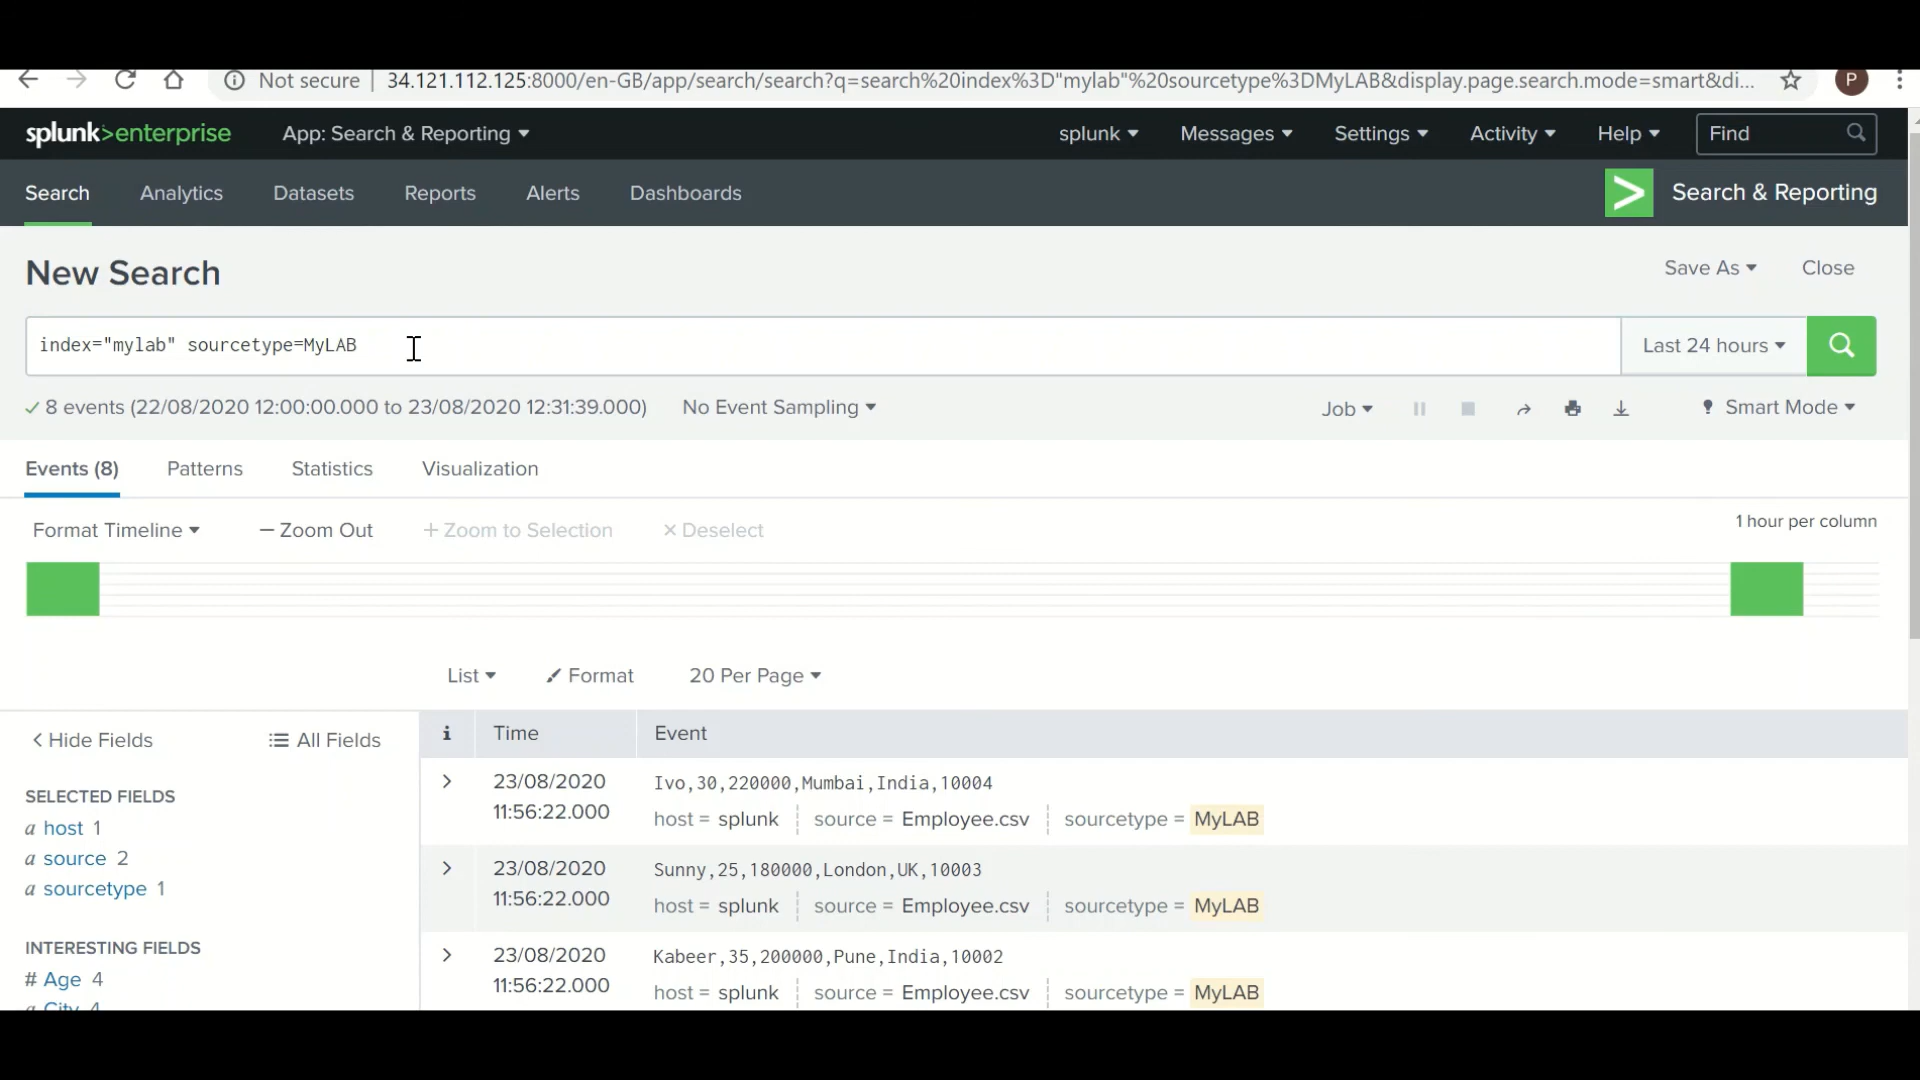 Not secure | 34.121.112.125:8000/en-GB/app/search/search?q=search%20index%3D"mylab"%20sourcetype%3DMyLAB&display.page.search.mode=smart&di... P
splunk>enterprise App: Search & Reporting splunk Messages Settings Activity Help Find
Search Analytics Datasets Reports Alerts Dashboards > Search & Reporting
New Search Save As Close
index="mylab" sourcetype=MyLAB Last 24 hours
8 events (22/08/2020 12:00:00.000 to 23/08/2020 12:31:39.000) No Event Sampling Job Smart Mode
Events (8) Patterns Statistics Visualization
Format Timeline — Zoom Out + Zoom to Selection × Deselect 1 hour per column
List Format 20 Per Page
< Hide Fields All Fields i Time Event
SELECTED FIELDS
a host 1
a source 2
a sourcetype 1
INTERESTING FIELDS
# Age 4
a City 4
> 23/08/2020 Ivo,30,220000,Mumbai,India,10004
11:56:22.000 host = splunk source = Employee.csv sourcetype = MyLAB
> 23/08/2020 Sunny,25,180000,London,UK,10003
11:56:22.000 host = splunk source = Employee.csv sourcetype = MyLAB
> 23/08/2020 Kabeer,35,200000,Pune,India,10002
11:56:22.000 host = splunk source = Employee.csv sourcetype = MyLAB